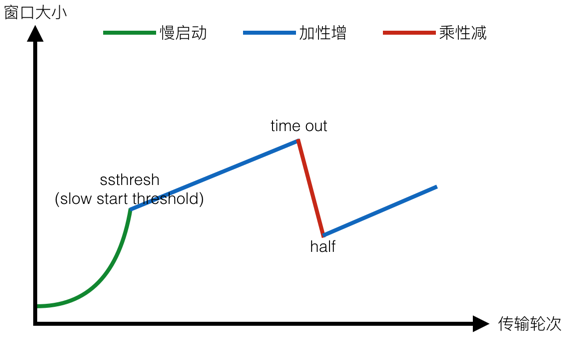 窗口大小
慢启动
加性增
乘性减
time out
ssthresh
(slow start threshold)
half
传输轮次